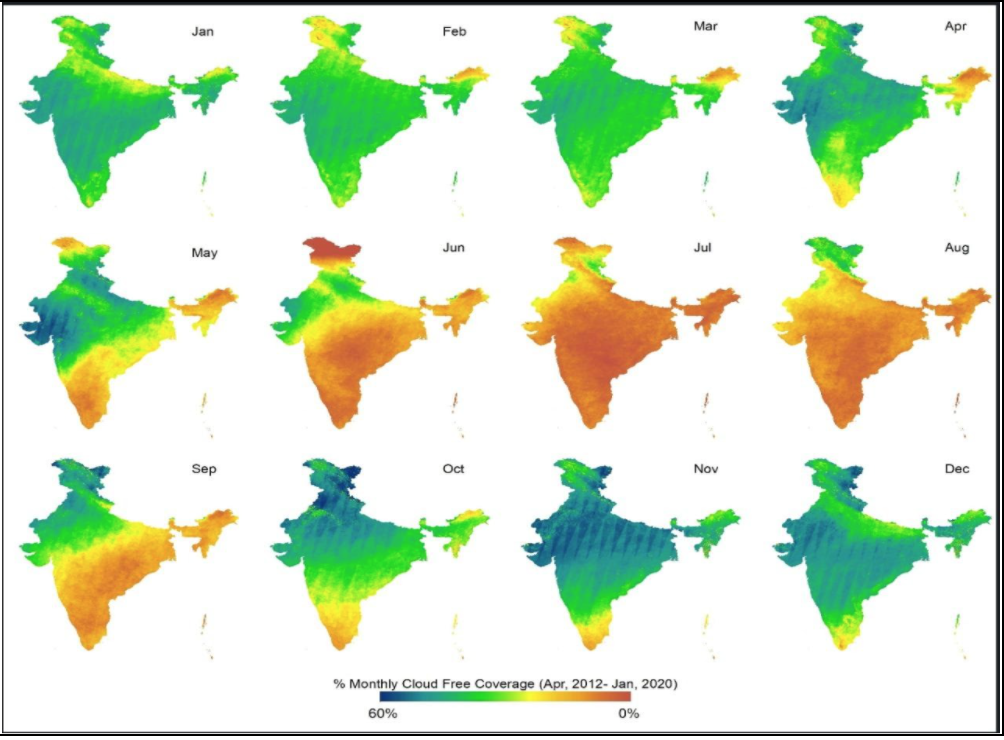 Jan
Feb
Mar
Apr
May
Jun
Jul
Aug
Sep
Oct
Nov
Dec
% Monthly Cloud Free Coverage (Apr, 2012- Jan, 2020)
60%
0%